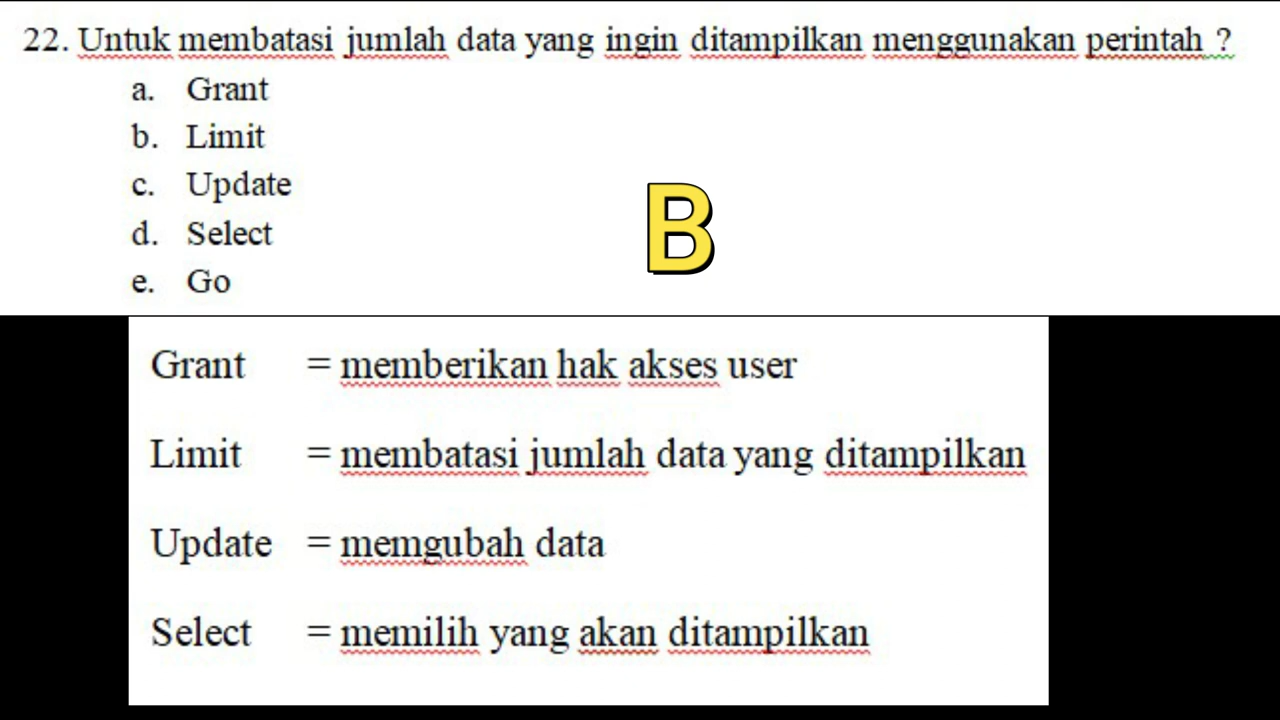 22. Untuk membatasi jumlah data yang ingin ditampilkan menggunakan perintah ?
a. Grant
b. Limit
c. Update
d. Select
e. Go
B
Grant = memberikan hak akses user
Limit = membatasi jumlah data yang ditampilkan
Update = memgubah data
Select = memilih yang akan ditampilkan